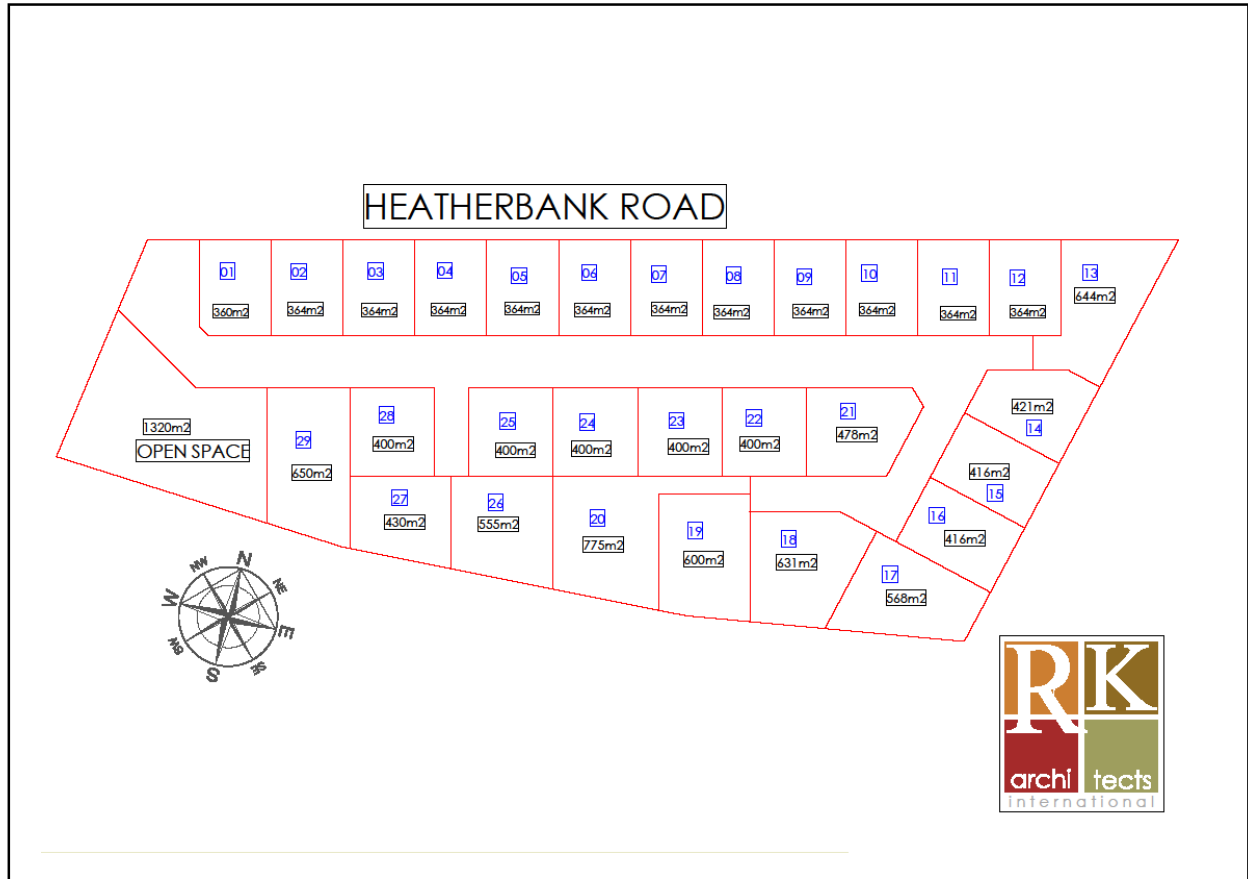 HEATHERBANK ROAD
01
02
03
04
05
06
07
08
09
10
11
12
13
360m2
364m2
364m2
364m2
364m2
364m2
364m2
364m2
364m2
364m2
364m2
364m2
644m2
1320m2
OPEN SPACE
29
650m2
28
400m2
25
400m2
24
400m2
23
400m2
22
400m2
21
478m2
421m2
14
416m2
15
16
416m2
27
430m2
26
555m2
20
775m2
19
600m2
18
631m2
17
568m2
N
NE
E
SE
S
SW
W
NW
RK
archi tects
international